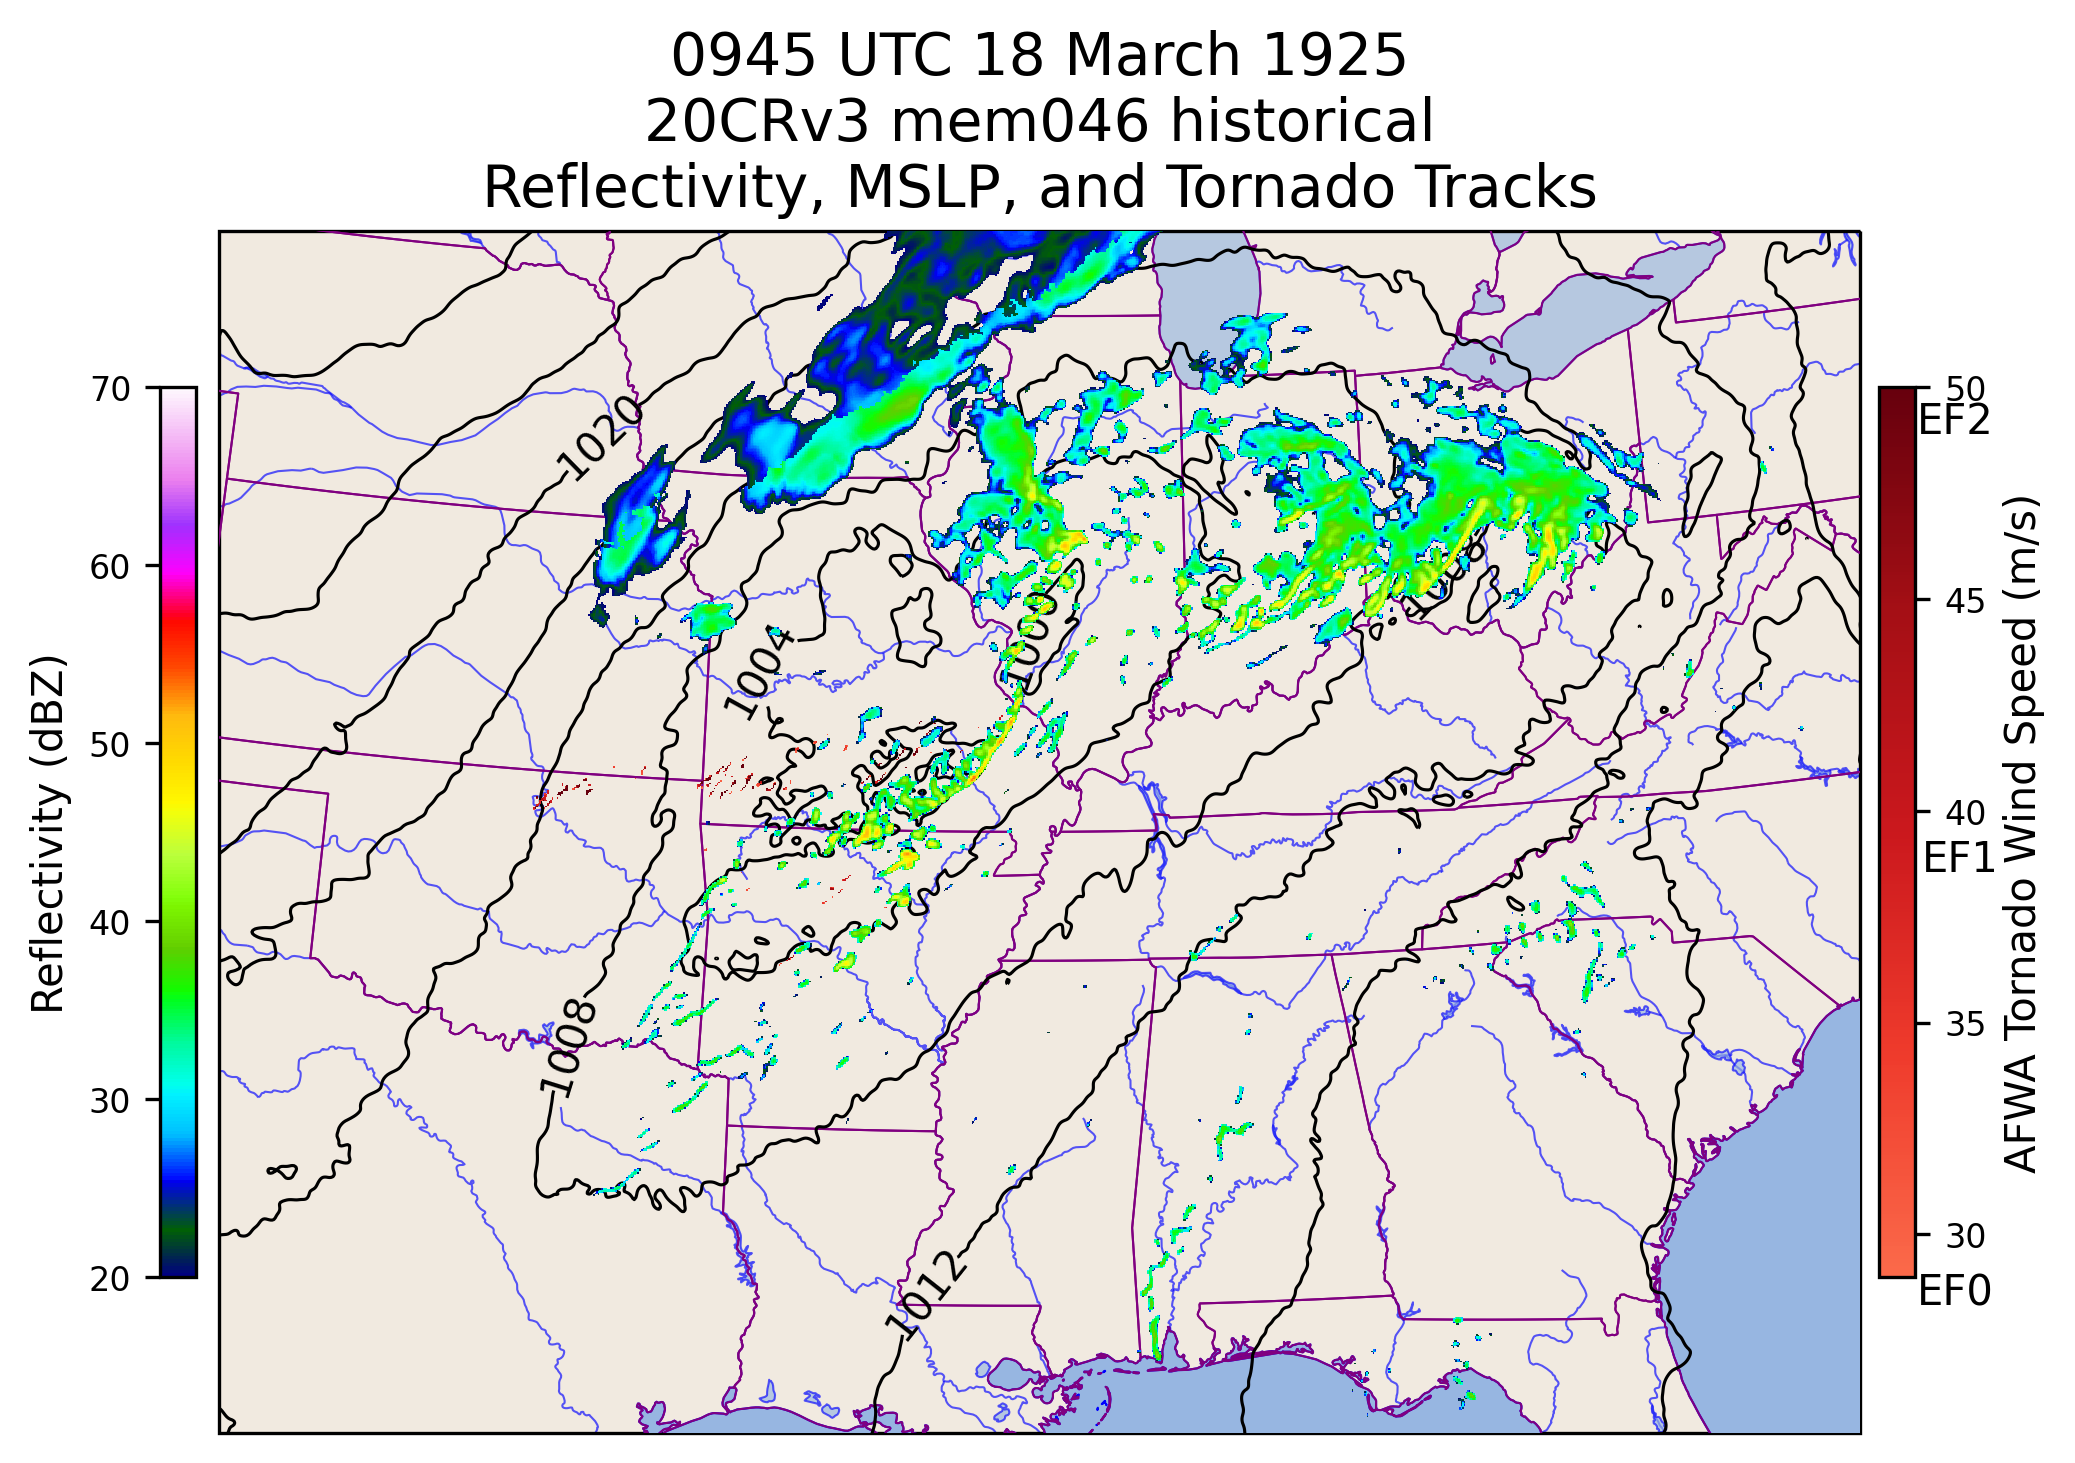 0945 UTC 18 March 1925
20CRv3 mem046 historical
Reflectivity, MSLP, and Tornado Tracks
Reflectivity (dBZ)
70
60
50
40
30
20
1020
1004
1000
1008
1008
1012
50
EF2
45
40
EF1
35
30
EF0
AFWA Tornado Wind Speed (m/s)